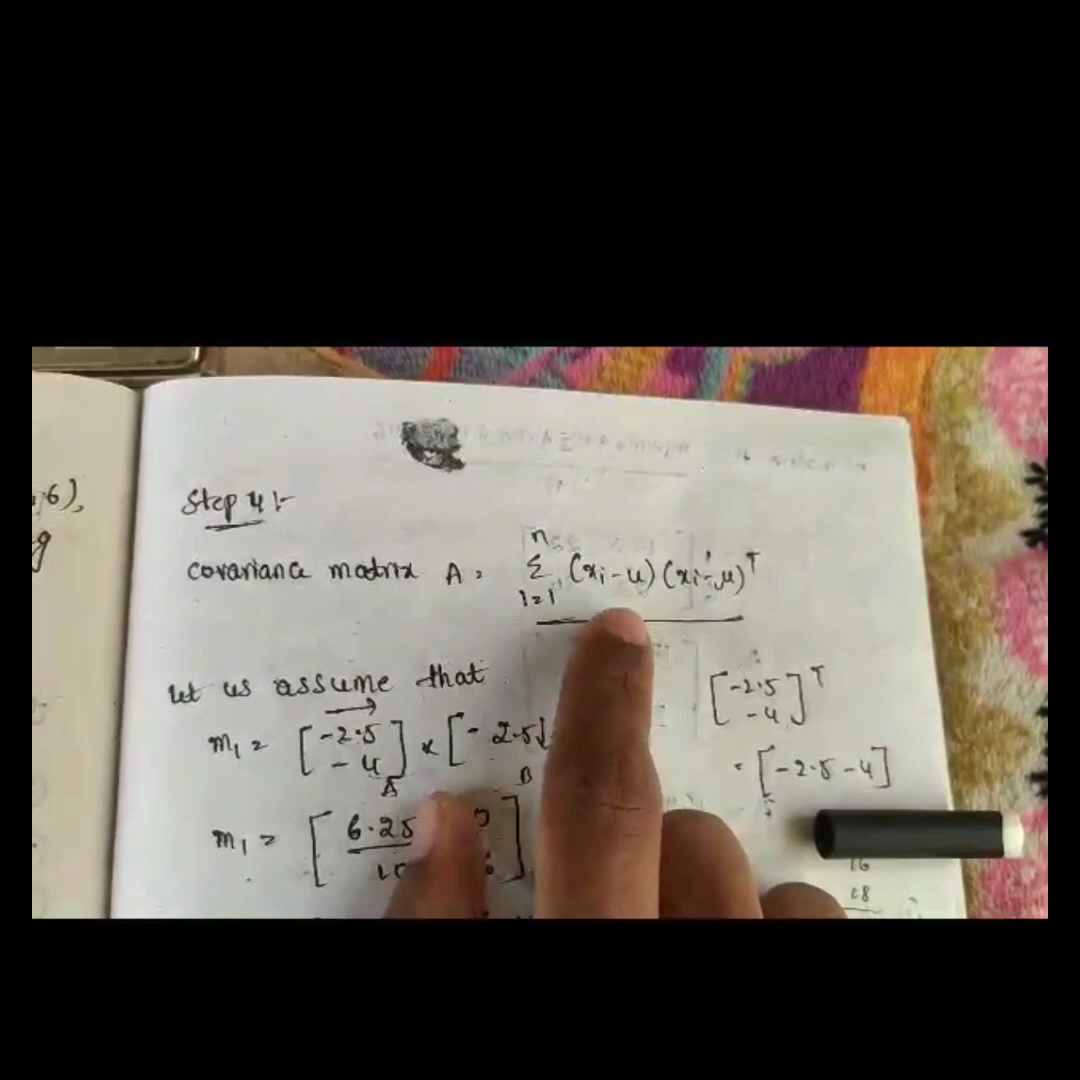 ,6),
g
Step 4 :-
covariance matrix A = n Σ i=1 (xi - μ) (xi - μ)T
let us assume that
m1 = [-2.5 -4] × [- 2.5
A B
[-2.5 -4]T
= [-2.5 -4]
m1 = [6.25
16